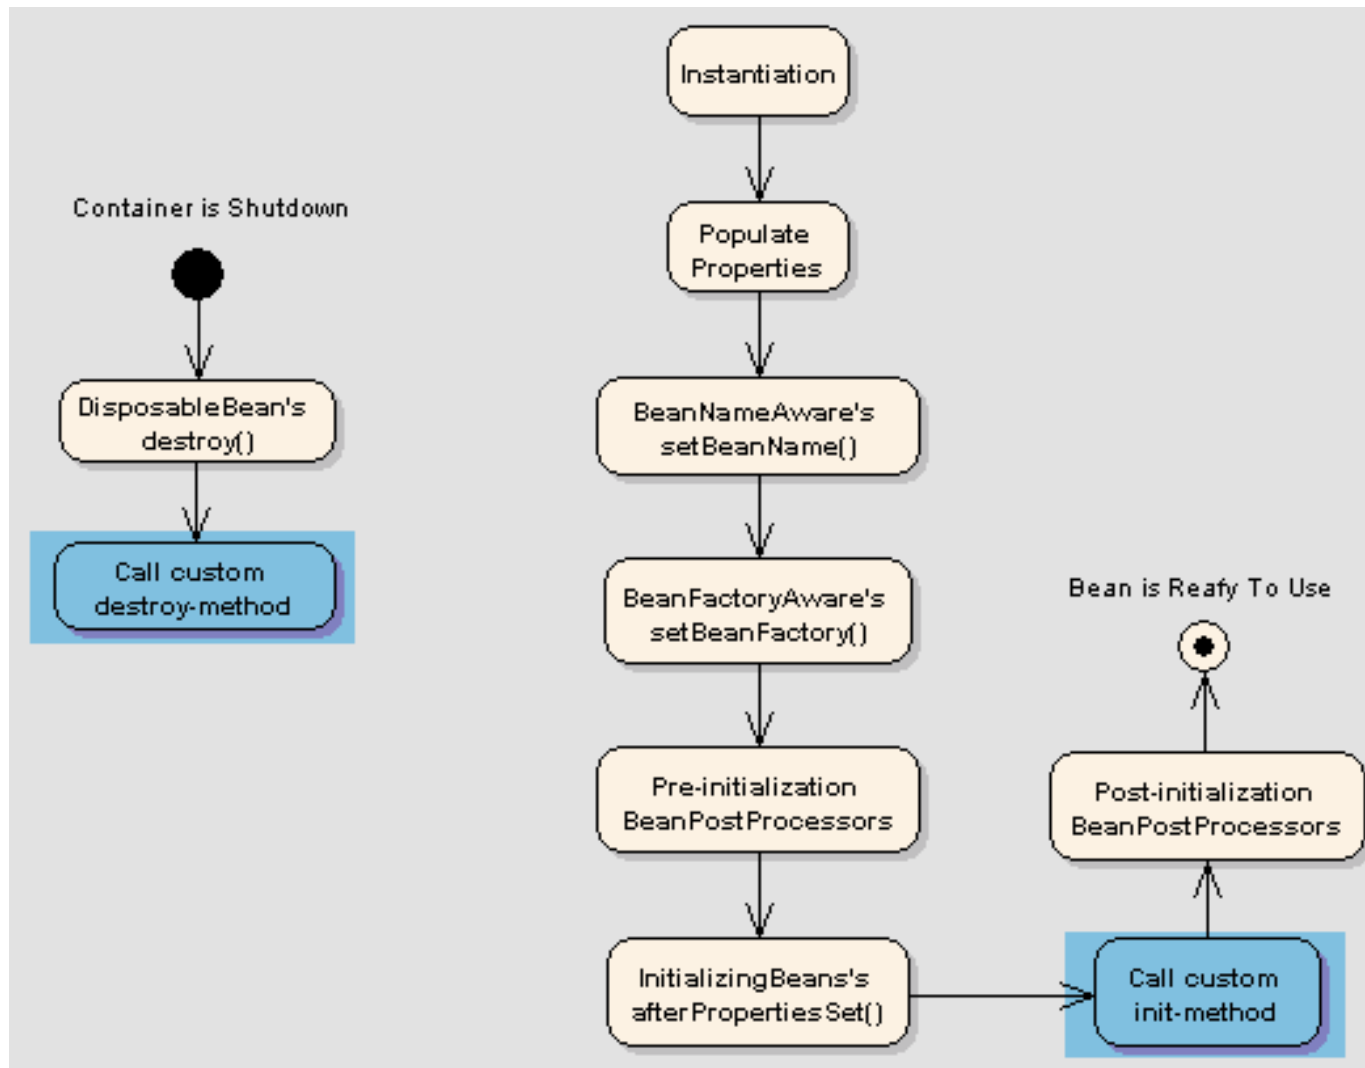 Instantiation
Container is Shutdown
Populate
Properties
DisposableBean's
destroy()
BeanNameAware's
setBeanName()
Call custom
destroy-method
BeanFactoryAware's
setBeanFactory()
Bean is Reafy To Use
Pre-initialization
BeanPostProcessors
Post-initialization
BeanPostProcessors
InitializingBeans's
afterPropertiesSet()
Call custom
init-method